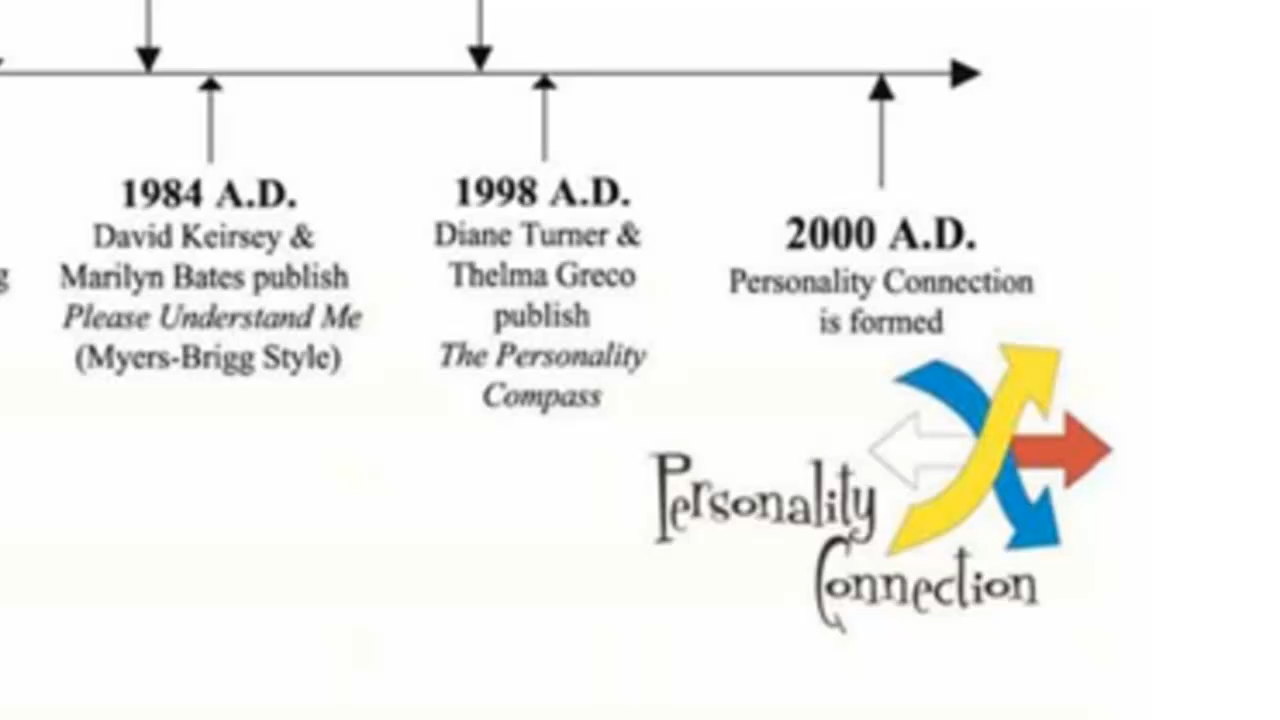 1984 A.D.
David Keirsey &
Marilyn Bates publish
Please Understand Me
(Myers-Brigg Style)
1998 A.D.
Diane Turner &
Thelma Greco
publish
The Personality
Compass
2000 A.D.
Personality Connection
is formed
Personality
Connection